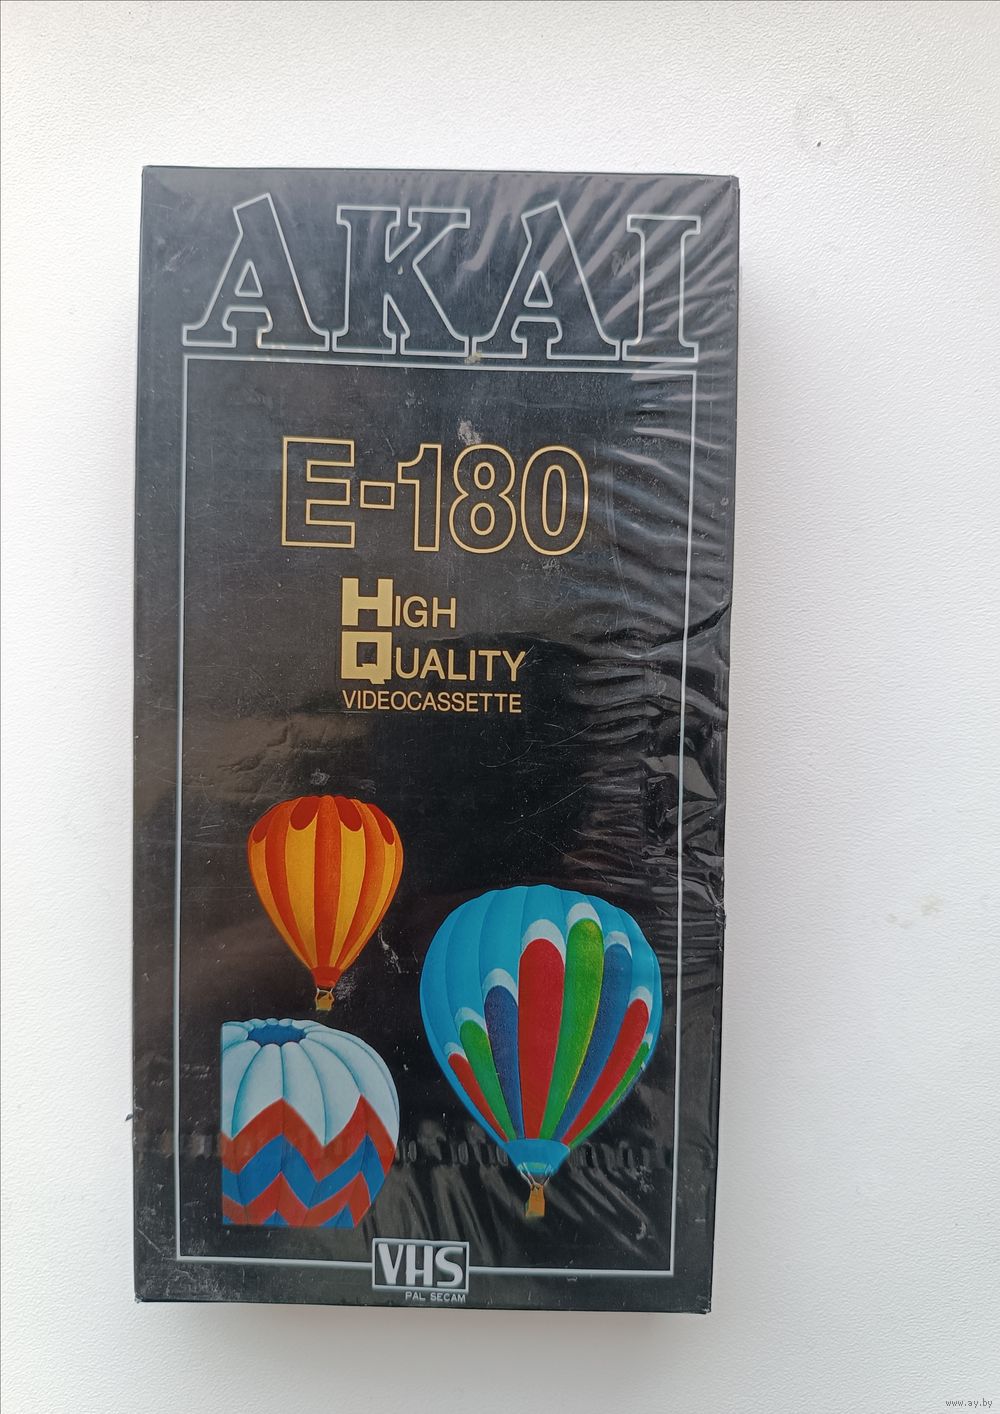 AKAI
E-180
HIGH
QUALITY
VIDEOCASSETTE
VHS
PAL SECAM
www.ay.by